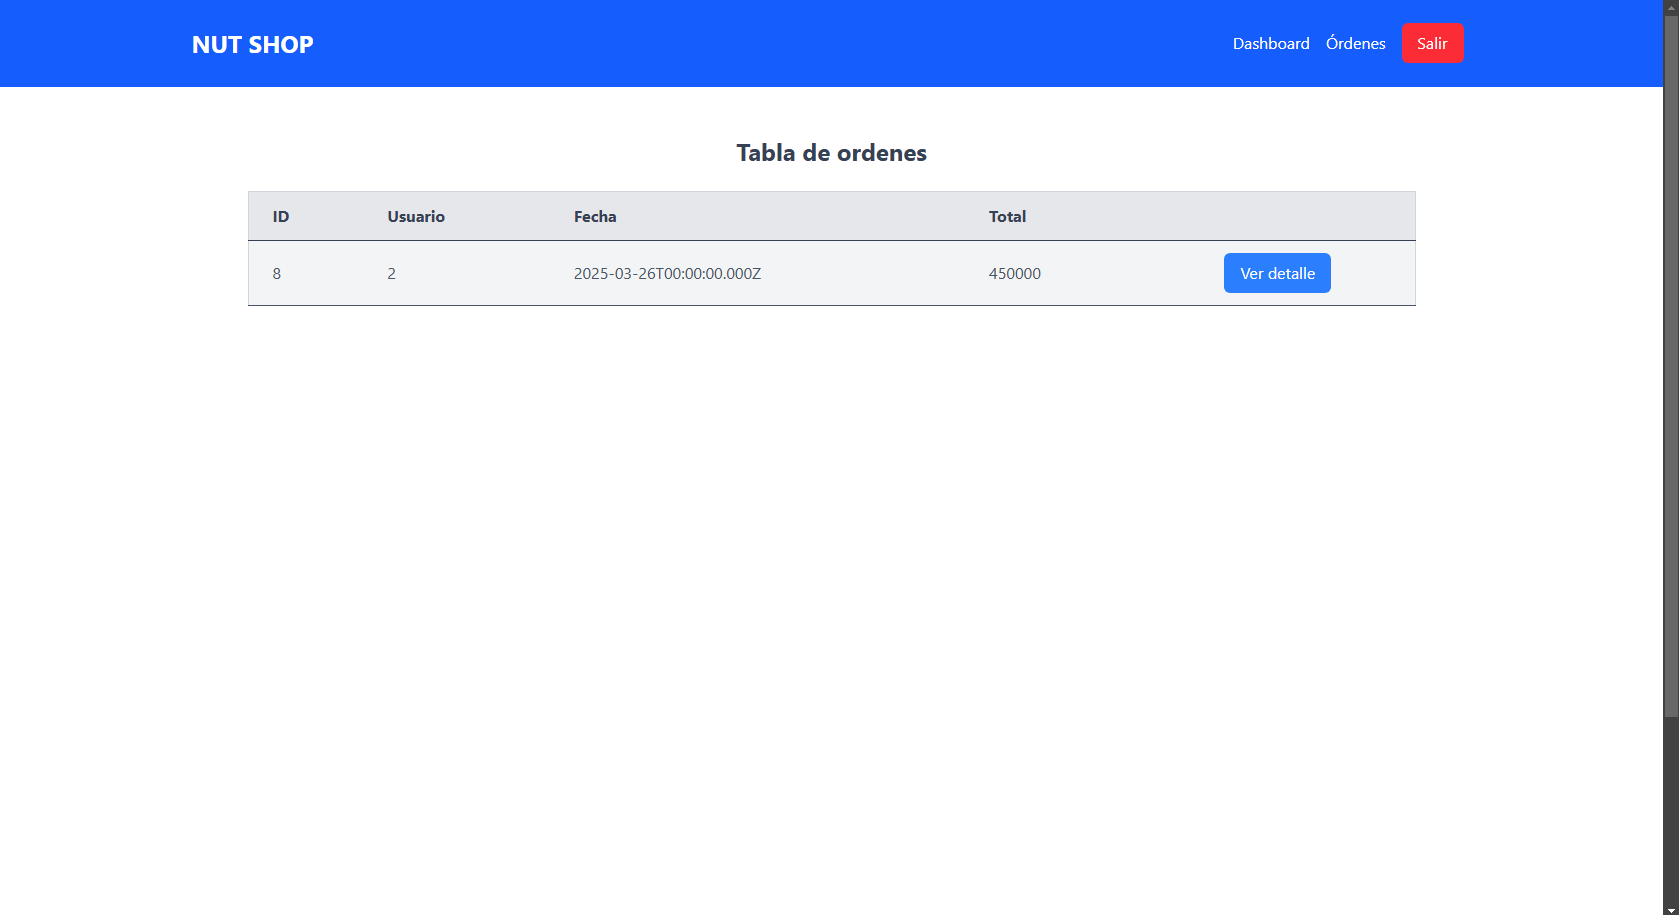 NUT SHOP Dashboard Órdenes Salir
Tabla de ordenes
ID Usuario Fecha Total
8 2 2025-03-26T00:00:00.000Z 450000 Ver detalle